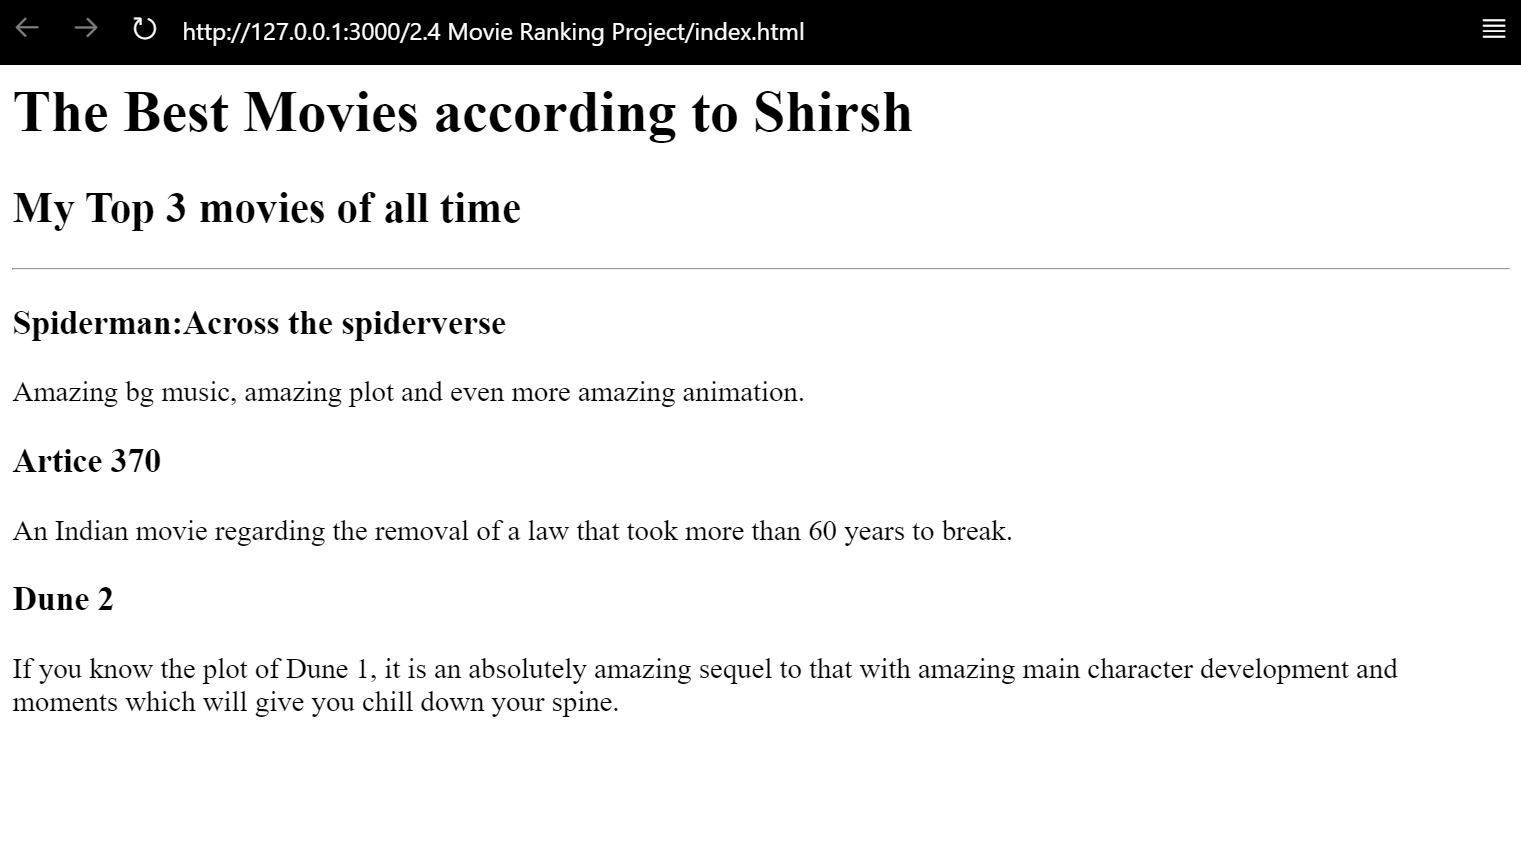 http://127.0.0.1:3000/2.4 Movie Ranking Project/index.html
The Best Movies according to Shirsh
My Top 3 movies of all time
Spiderman:Across the spiderverse
Amazing bg music, amazing plot and even more amazing animation.
Artice 370
An Indian movie regarding the removal of a law that took more than 60 years to break.
Dune 2
If you know the plot of Dune 1, it is an absolutely amazing sequel to that with amazing main character development and
moments which will give you chill down your spine.